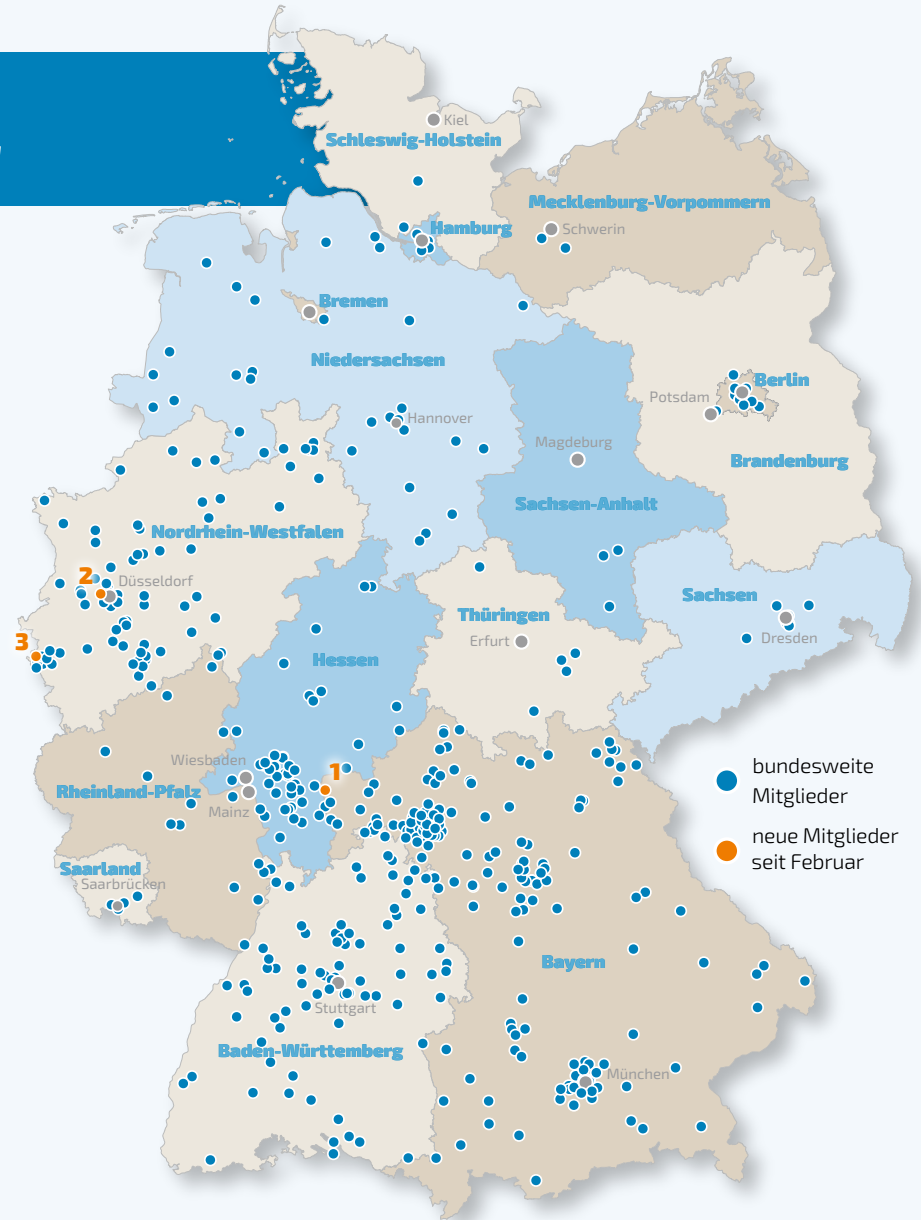 Kiel
Schleswig-Holstein
Mecklenburg-Vorpommern
Hamburg
Schwerin
Bremen
Niedersachsen
Berlin
Potsdam
Hannover
Magdeburg
Brandenburg
Sachsen-Anhalt
Nordrhein-Westfalen
2
Düsseldorf
Sachsen
Thüringen
Erfurt
Dresden
3
Hessen
Wiesbaden
1
bundesweite
Mitglieder
Rheinland-Pfalz
Mainz
neue Mitglieder
seit Februar
Saarland
Saarbrücken
Bayern
Stuttgart
Baden-Württemberg
München